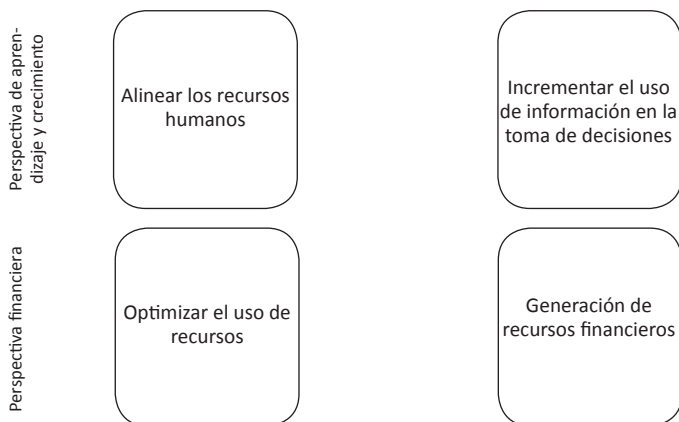 Perspectiva de apren-
dizaje y crecimiento
Alinear los recursos
humanos
Incrementar el uso
de información en la
toma de decisiones
Perspectiva financiera
Optimizar el uso de
recursos
Generación de
recursos financieros